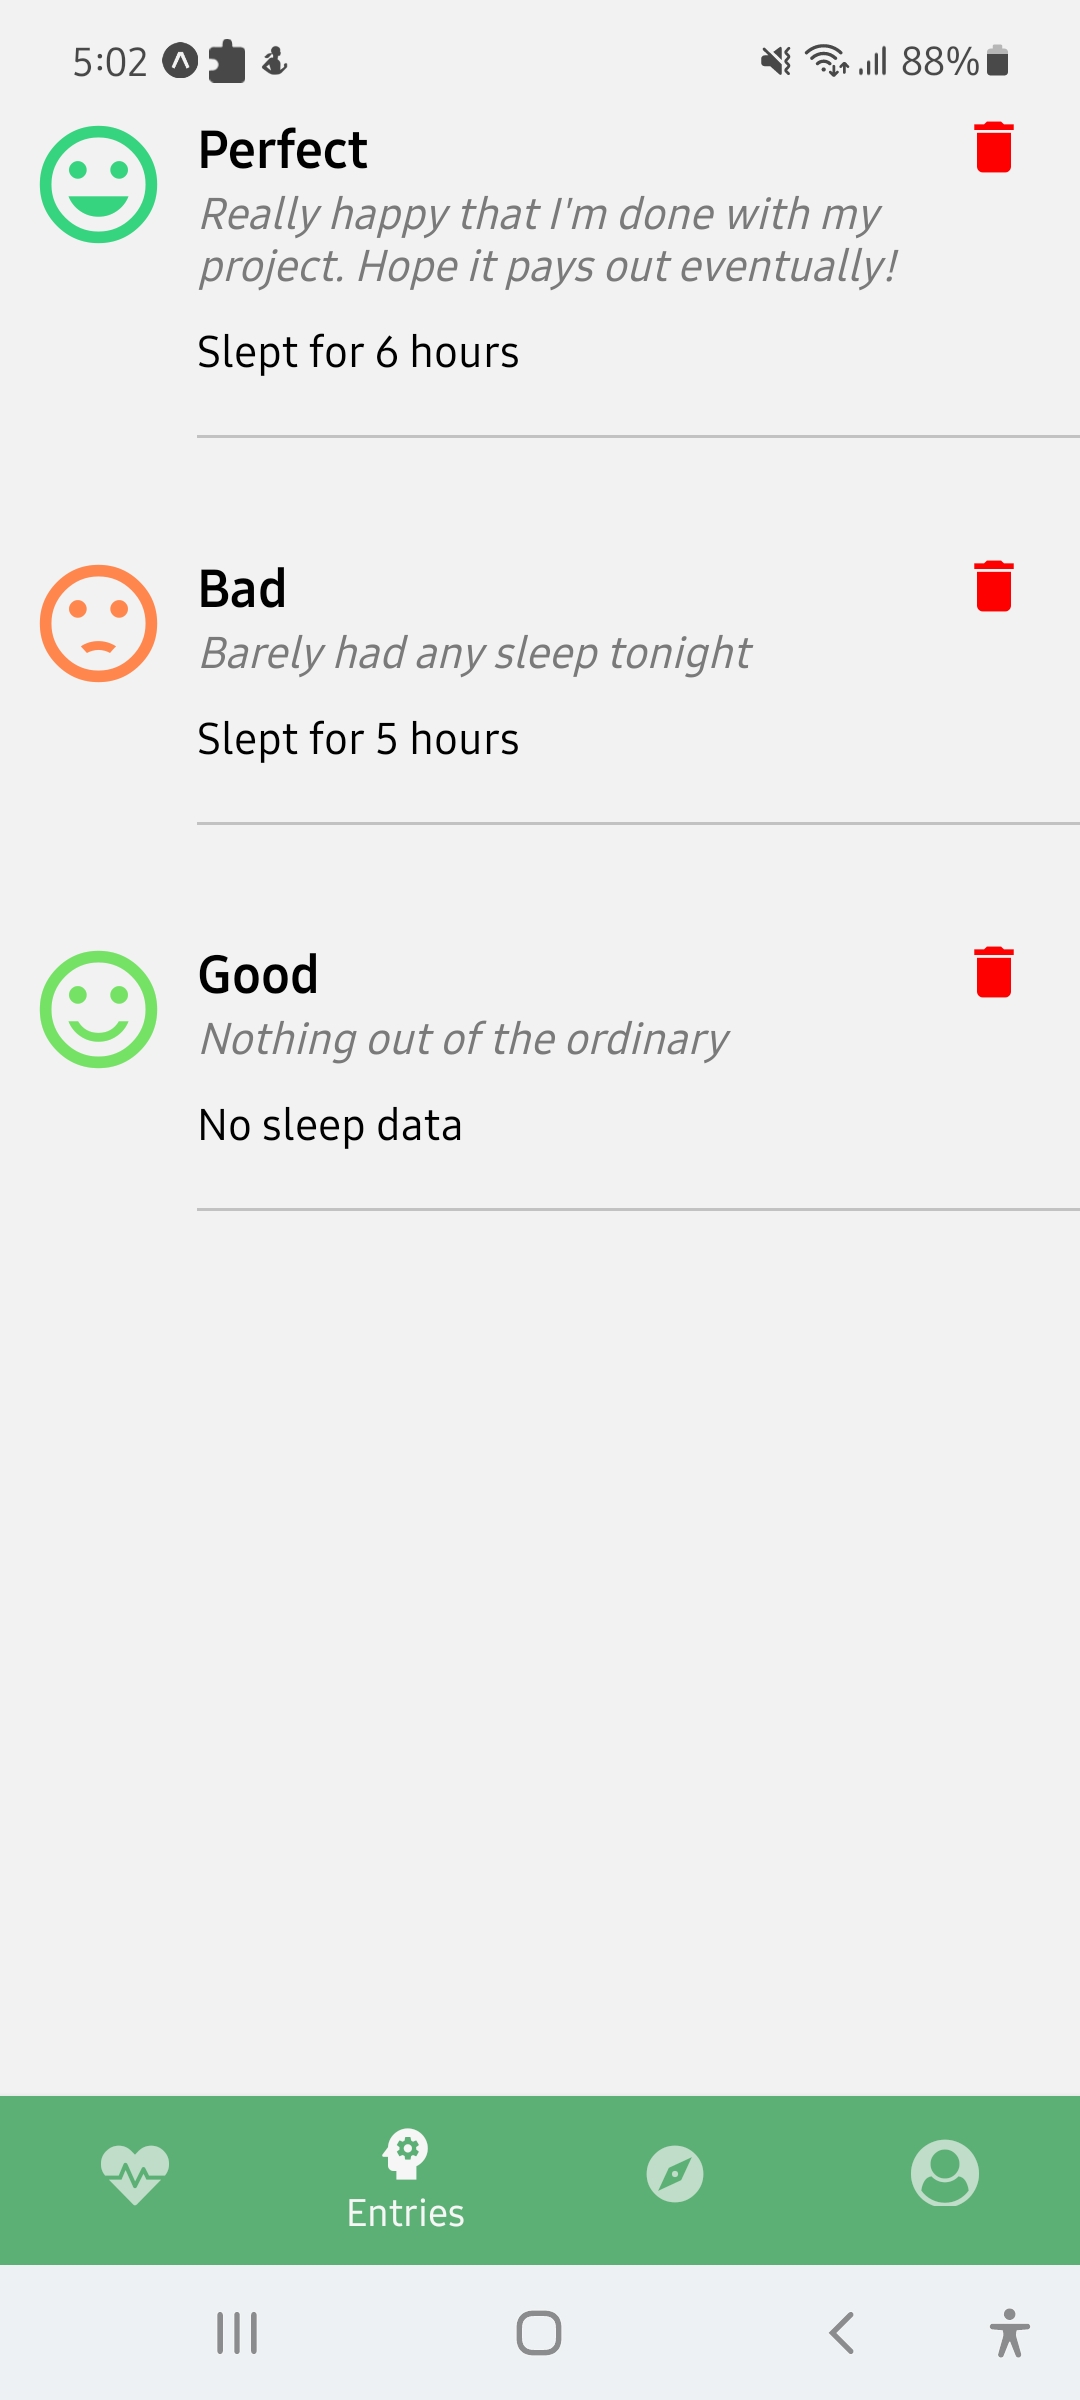 5:02
88%
Perfect
Really happy that I'm done with my
project. Hope it pays out eventually!
Slept for 6 hours
Bad
Barely had any sleep tonight
Slept for 5 hours
Good
Nothing out of the ordinary
No sleep data
Entries